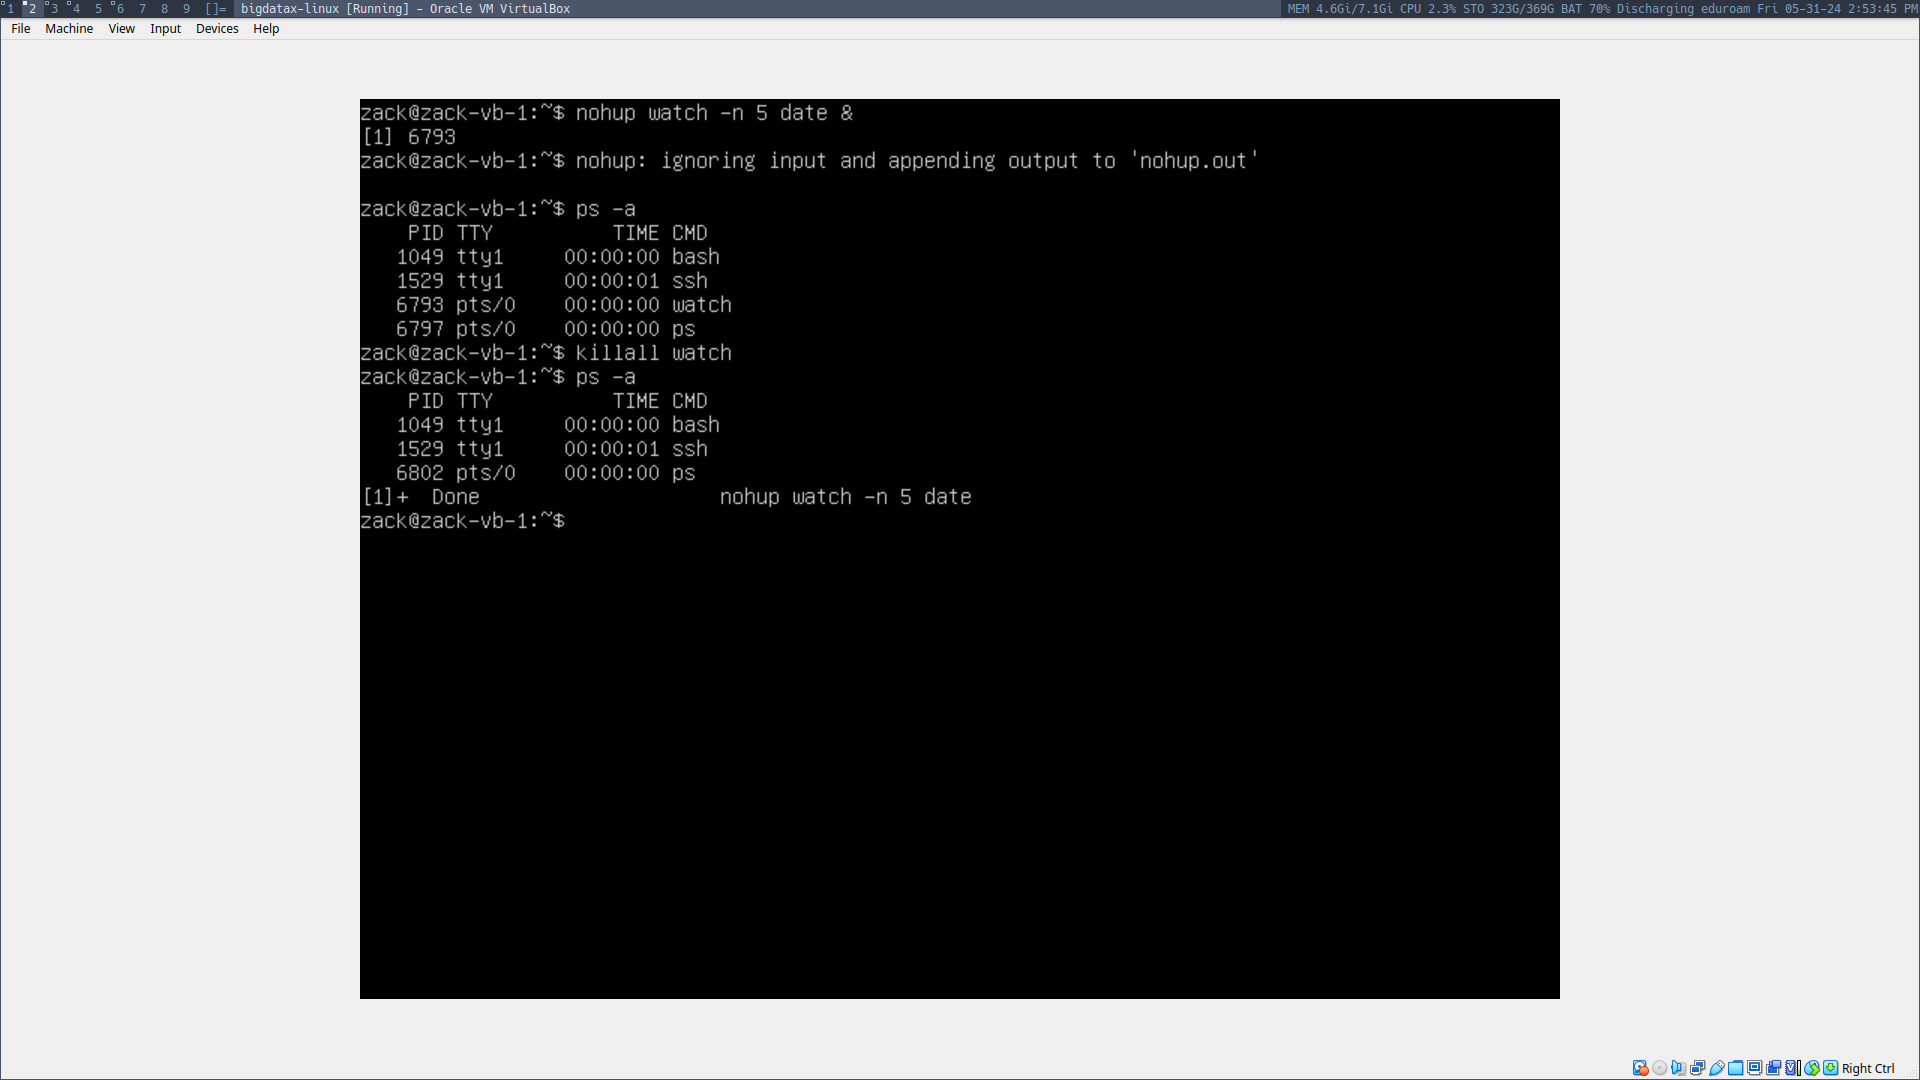 1 2 3 4 5 6 7 8 9 []= bigdatax-linux [Running] - Oracle VM VirtualBox MEM 4.6Gi/7.1Gi CPU 2.3% STO 323G/369G BAT 70% Discharging eduroam Fri 05-31-24 2:53:45 PM
File Machine View Input Devices Help
zack@zack-vb-1:~$ nohup watch -n 5 date &
[1] 6793
zack@zack-vb-1:~$ nohup: ignoring input and appending output to 'nohup.out'
zack@zack-vb-1:~$ ps -a
PID TTY TIME CMD
1049 tty1 00:00:00 bash
1529 tty1 00:00:01 ssh
6793 pts/0 00:00:00 watch
6797 pts/0 00:00:00 ps
zack@zack-vb-1:~$ killall watch
zack@zack-vb-1:~$ ps -a
PID TTY TIME CMD
1049 tty1 00:00:00 bash
1529 tty1 00:00:01 ssh
6802 pts/0 00:00:00 ps
[1]+ Done nohup watch -n 5 date
zack@zack-vb-1:~$
Right Ctrl